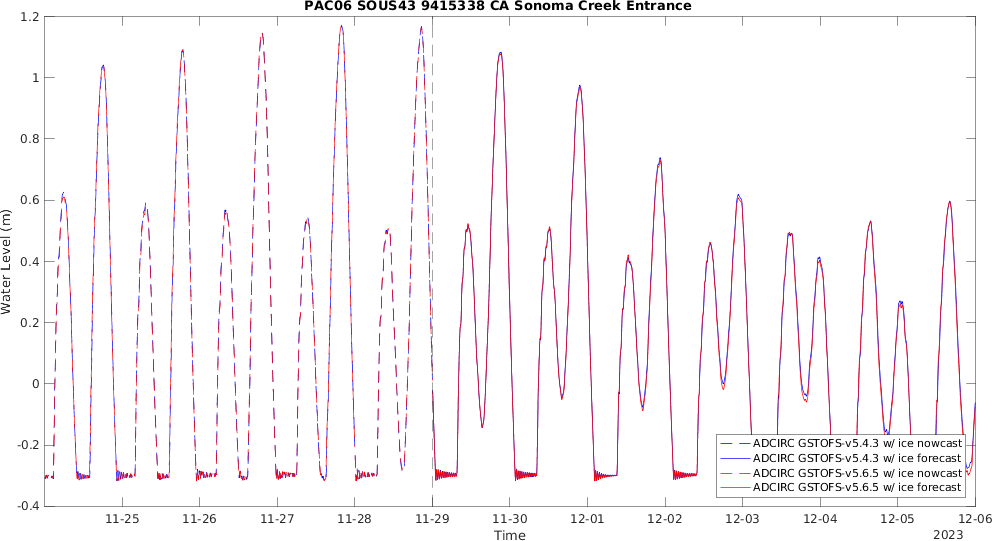 PAC06 SOUS43 9415338 CA Sonoma Creek Entrance
1.2
1
0.8
0.6
0.4
0.2
0
-0.2
-0.4
Water Level (m)
ADCIRC GSTOFS-v5.4.3 w/ ice nowcast
ADCIRC GSTOFS-v5.4.3 w/ ice forecast
ADCIRC GSTOFS-v5.6.5 w/ ice nowcast
ADCIRC GSTOFS-v5.6.5 w/ ice forecast
11-25 11-26 11-27 11-28 11-29 11-30 12-01 12-02 12-03 12-04 12-05 12-06
Time
2023